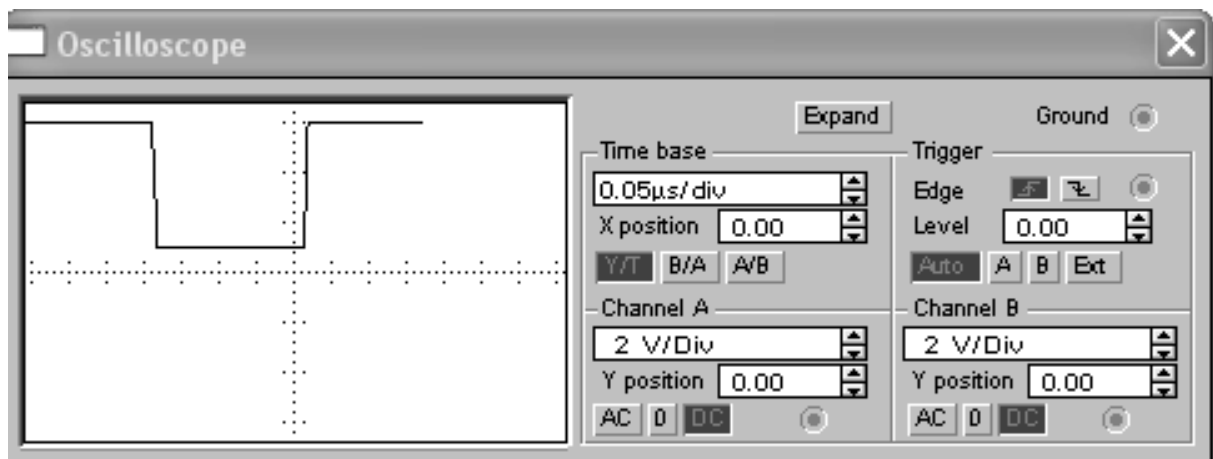 Oscilloscope
Expand
Ground
Time base
0.05µs/div
X position 0.00
Y/T B/A A/B
Trigger
Edge
Level 0.00
Auto A B Ext
Channel A
2 V/Div
Y position 0.00
AC 0 DC
Channel B
2 V/Div
Y position 0.00
AC 0 DC